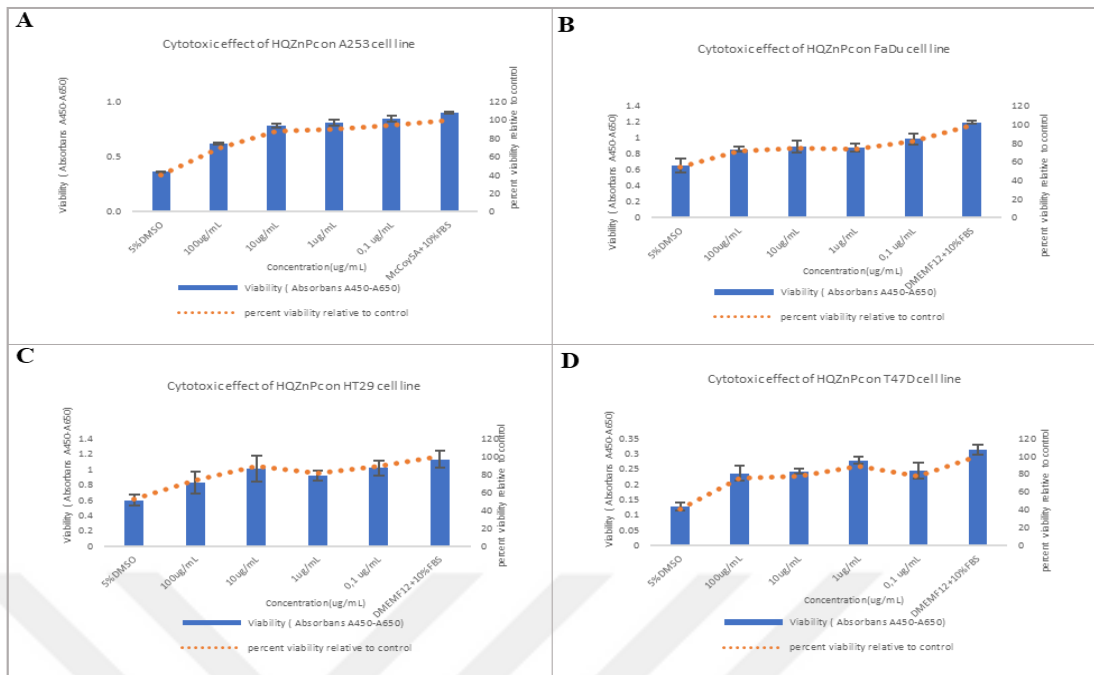 A
Cytotoxic effect of HQZnPc on A253 cell line
Viability ( Absorbans A450-A650)
1.0
0.5
0.0
120
100
80
60
40
20
0
percent viability relative to control
5%DMSO
100ug/mL
10ug/mL
1ug/mL
0,1 ug/mL
McCoy5A+10%FBS
Concentration(ug/mL)
Viability ( Absorbans A450-A650)
percent viability relative to control
B
Cytotoxic effect of HQZnPc on FaDu cell line
Viability ( Absorbans A450-A650)
1.4
1.2
1
0.8
0.6
0.4
0.2
0
120
100
80
60
40
20
0
percent viability relative to control
5%DMSO
100ug/mL
10ug/mL
1ug/mL
0,1 ug/mL
DMEMF12+10%FBS
Concentration(ug/mL)
Viability ( Absorbans A450-A650)
percent viability relative to control
C
Cytotoxic effect of HQZnPc on HT29 cell line
Viability ( Absorbans A450-A650)
1.4
1.2
1
0.8
0.6
0.4
0.2
0
120
100
80
60
40
20
0
percent viability relative to control
5%DMSO
100ug/mL
10ug/mL
1ug/mL
0,1 ug/mL
DMEMF12+10%FBS
Concentration(ug/mL)
Viability ( Absorbans A450-A650)
percent viability relative to control
D
Cytotoxic effect of HQZnPc on T47D cell line
Viability ( Absorbans A450-A650)
0.35
0.3
0.25
0.2
0.15
0.1
0.05
0
120
100
80
60
40
20
0
percent viability relative to control
5%DMSO
100ug/mL
10ug/mL
1ug/mL
0,1 ug/mL
DMEMF12+10%FBS
Concentration(ug/mL)
Viability ( Absorbans A450-A650)
percent viability relative to control